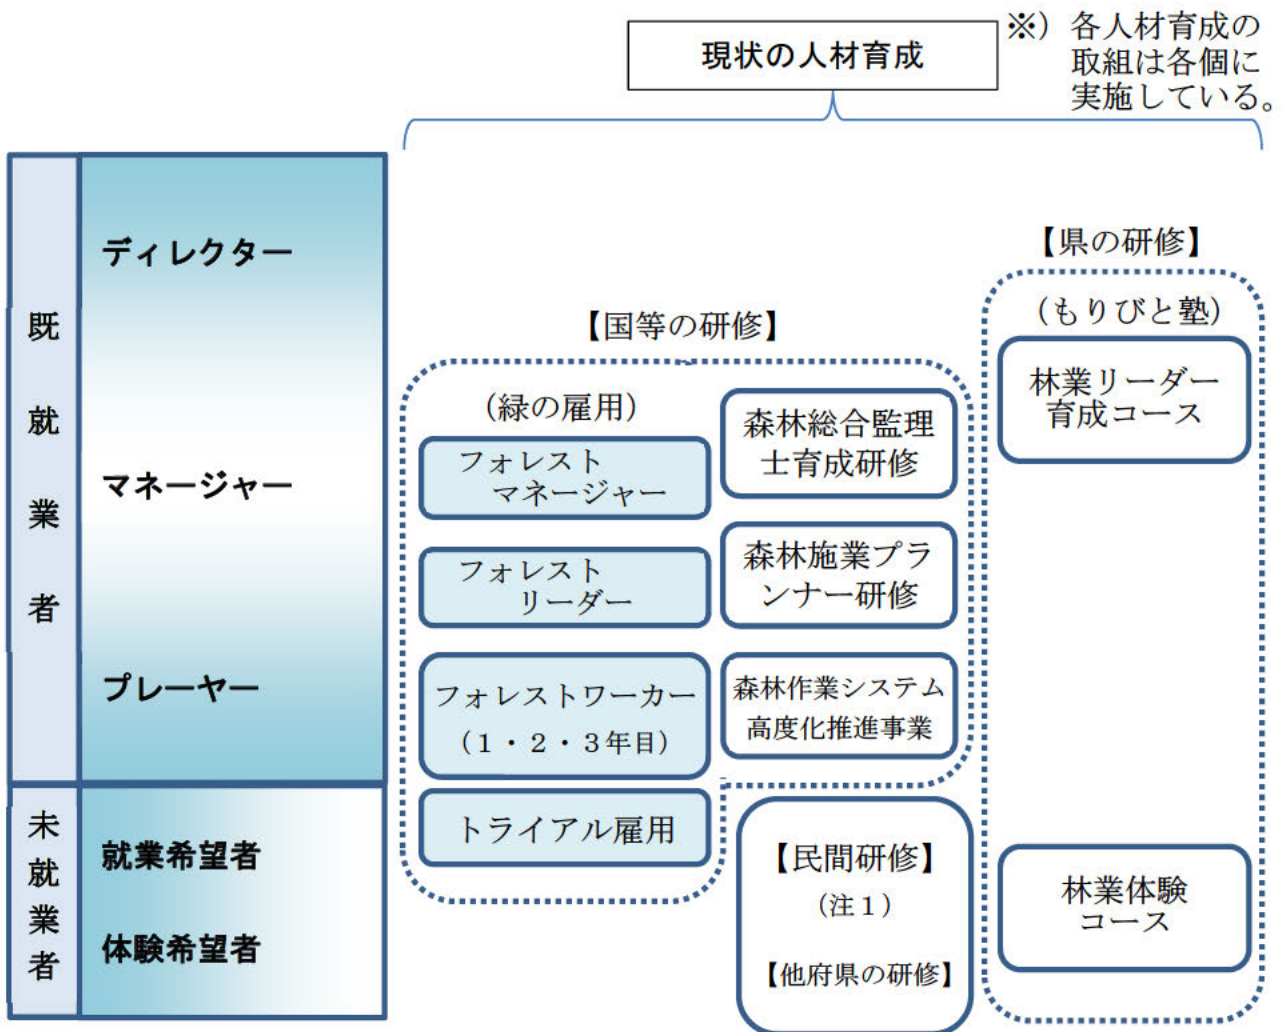 現状の人材育成
※）各人材育成の
取組は各個に
実施している。
既就業者
ディレクター
マネージャー
プレーヤー
未就業者
就業希望者
体験希望者
【国等の研修】
（緑の雇用）
フォレスト
マネージャー
フォレスト
リーダー
フォレストワーカー
（１・２・３年目）
トライアル雇用
森林総合監理
士育成研修
森林施業プラ
ンナー研修
森林作業システム
高度化推進事業
【民間研修】
（注１）
【他府県の研修】
【県の研修】
（もりびと塾）
林業リーダー
育成コース
林業体験
コース